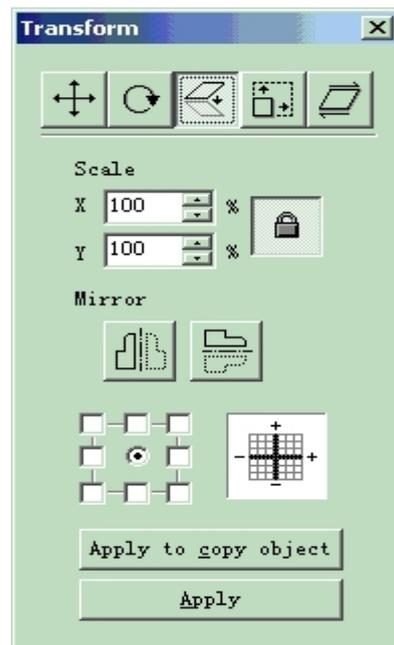 Transform
Scale
X 100 %
Y 100 %
Mirror
+
- +
-
Apply to copy object
Apply